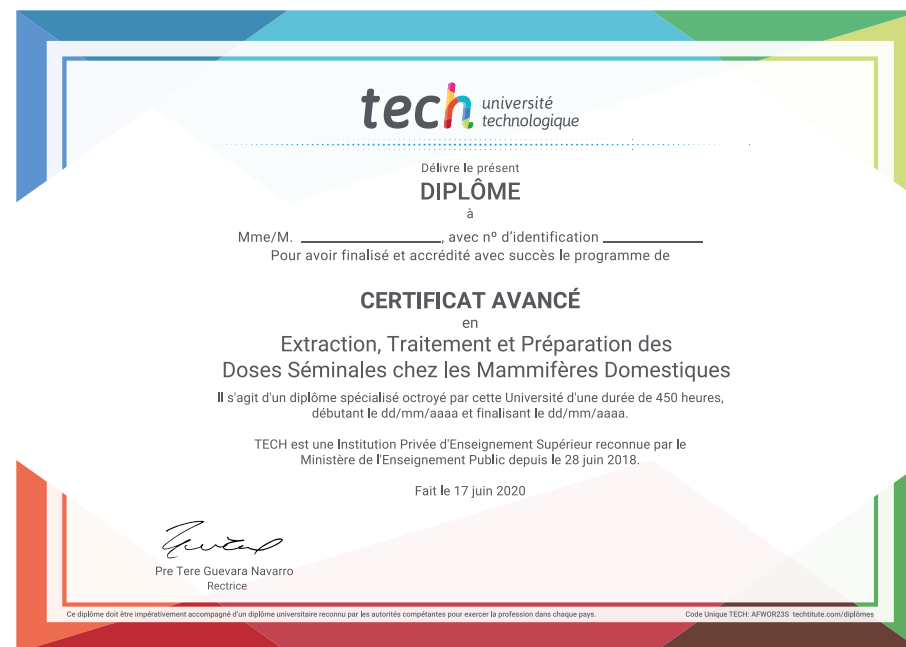 tech université
technologique
Délivre le présent
DIPLÔME
à
Mme/M. ____________________, avec nº d'identification ______________
Pour avoir finalisé et accrédité avec succès le programme de
CERTIFICAT AVANCÉ
en
Extraction, Traitement et Préparation des
Doses Séminales chez les Mammifères Domestiques
Il s'agit d'un diplôme spécialisé octroyé par cette Université d'une durée de 450 heures,
débutant le dd/mm/aaaa et finalisant le dd/mm/aaaa.
TECH est une Institution Privée d'Enseignement Supérieur reconnue par le
Ministère de l'Enseignement Public depuis le 28 juin 2018.
Fait le 17 juin 2020
Pre Tere Guevara Navarro
Rectrice
Ce diplôme doit être impérativement accompagné d'un diplôme universitaire reconnu par les autorités compétantes pour exercer la profession dans chaque pays.
Code Unique TECH: AFWOR23S techtitute.com/diplômes